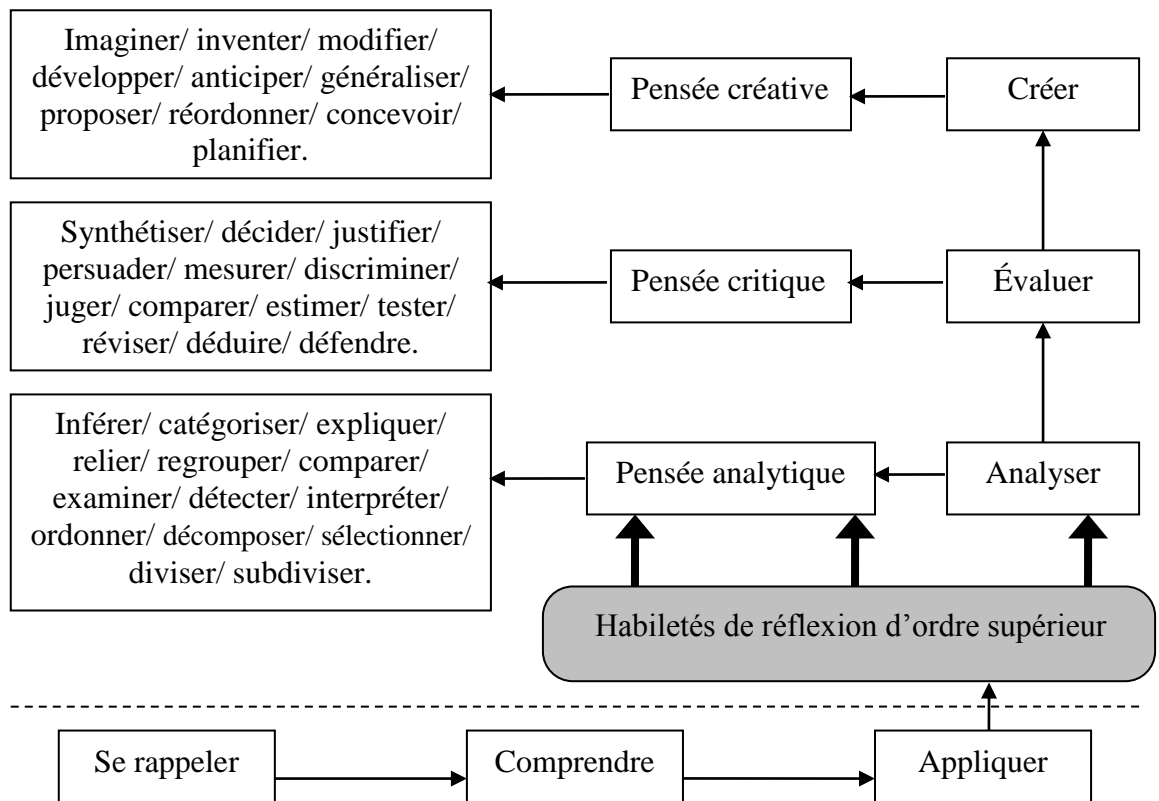 Imaginer/ inventer/ modifier/
développer/ anticiper/ généraliser/
proposer/ réordonner/ concevoir/
planifier.
Pensée créative
Créer
Synthétiser/ décider/ justifier/
persuader/ mesurer/ discriminer/
juger/ comparer/ estimer/ tester/
réviser/ déduire/ défendre.
Pensée critique
Évaluer
Inférer/ catégoriser/ expliquer/
relier/ regrouper/ comparer/
examiner/ détecter/ interpréter/
ordonner/ décomposer/ sélectionner/
diviser/ subdiviser.
Pensée analytique
Analyser
Habiletés de réflexion d’ordre supérieur
Se rappeler
Comprendre
Appliquer